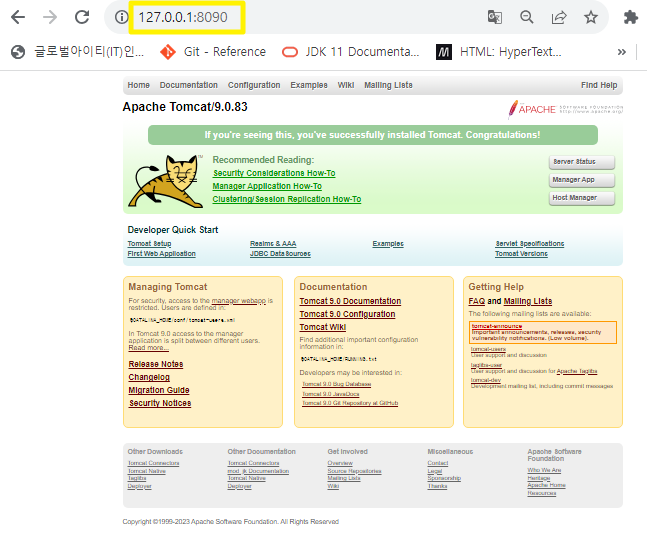 127.0.0.1:8090
글로벌아이티(IT)인...
Git - Reference
JDK 11 Documenta...
M
HTML: HyperText...
»
Home Documentation Configuration Examples Wiki Mailing Lists Find Help
Apache Tomcat/9.0.83
APACHE
SOFTWARE FOUNDATION
http://www.apache.org/
If you're seeing this, you've successfully installed Tomcat. Congratulations!
TM
Recommended Reading:
Security Considerations How-To
Manager Application How-To
Clustering/Session Replication How-To
Server Status
Manager App
Host Manager
Developer Quick Start
Tomcat Setup
First Web Application
Realms & AAA
JDBC DataSources
Examples
Servlet Specifications
Tomcat Versions
Managing Tomcat
For security, access to the manager webapp is
restricted. Users are defined in:
$CATALINA_HOME/conf/tomcat-users.xml
In Tomcat 9.0 access to the manager
application is split between different users.
Read more...
Release Notes
Changelog
Migration Guide
Security Notices
Documentation
Tomcat 9.0 Documentation
Tomcat 9.0 Configuration
Tomcat Wiki
Find additional important configuration
information in:
$CATALINA_HOME/RUNNING.txt
Developers may be interested in:
Tomcat 9.0 Bug Database
Tomcat 9.0 JavaDocs
Tomcat 9.0 Git Repository at GitHub
Getting Help
FAQ and Mailing Lists
The following mailing lists are available:
tomcat-announce
Important announcements, releases, security
vulnerability notifications. (Low volume).
tomcat-users
User support and discussion
taglibs-user
User support and discussion for Apache Taglibs
tomcat-dev
Development mailing list, including commit messages
Other Downloads
Tomcat Connectors
Tomcat Native
Taglibs
Deployer
Other Documentation
Tomcat Connectors
mod_jk Documentation
Tomcat Native
Deployer
Get Involved
Overview
Source Repositories
Mailing Lists
Wiki
Miscellaneous
Contact
Legal
Sponsorship
Thanks
Apache Software
Foundation
Who We Are
Heritage
Apache Home
Resources
Copyright ©1999-2023 Apache Software Foundation. All Rights Reserved